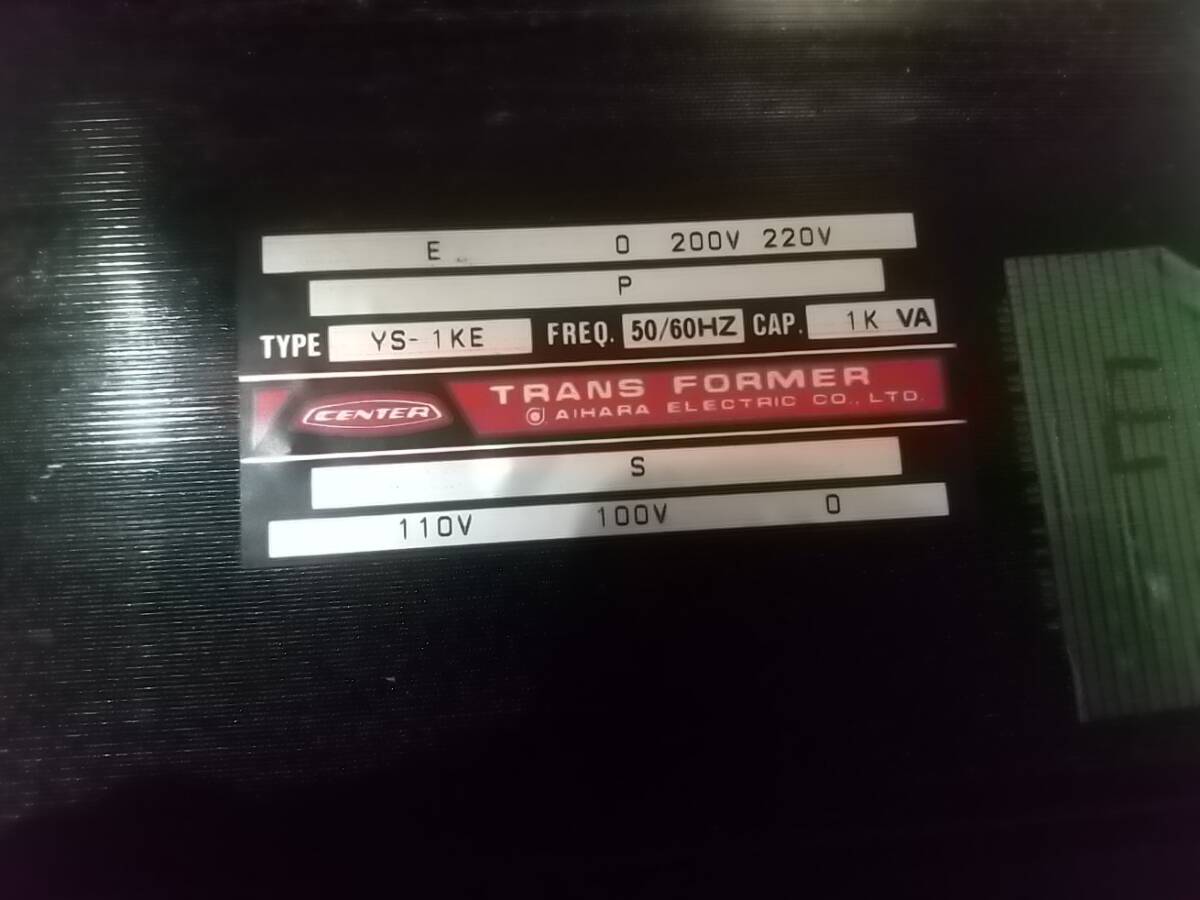 E 0 200V 220V
P
TYPE YS-1KE FREQ. 50/60HZ CAP. 1K VA
CENTER TRANS FORMER
AIHARA ELECTRIC CO., LTD.
S
110V 100V 0
E